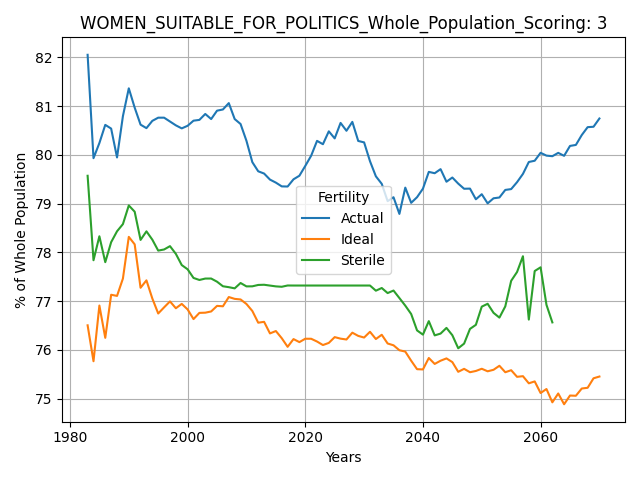 WOMEN_SUITABLE_FOR_POLITICS_Whole_Population_Scoring: 3
% of Whole Population
82
81
80
79
78
77
76
75
Fertility
Actual
Ideal
Sterile
1980 2000 2020 2040 2060
Years